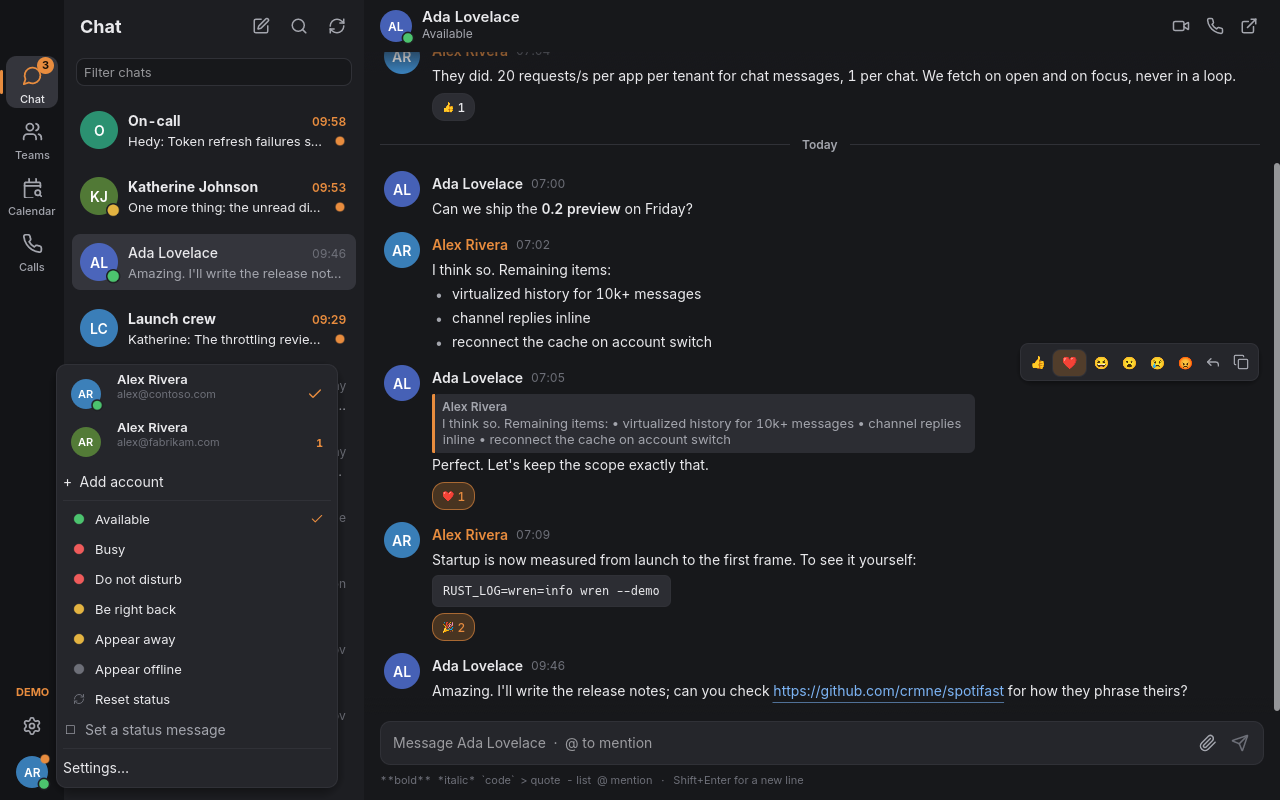 Chat
3
Chat
Teams
Calendar
Calls
DEMO
AR
Filter chats
O
On-call
09:58
Hedy: Token refresh failures s...
KJ
Katherine Johnson
09:53
One more thing: the unread di...
AL
Ada Lovelace
09:46
Amazing. I'll write the release not...
LC
Launch crew
09:29
Katherine: The throttling revie...
AR
Alex Rivera
alex@contoso.com
AR
Alex Rivera
alex@fabrikam.com
1
+ Add account
Available
Busy
Do not disturb
Be right back
Appear away
Appear offline
Reset status
Set a status message
Settings...
AL
Ada Lovelace
Available
AR
Alex Rivera
They did. 20 requests/s per app per tenant for chat messages, 1 per chat. We fetch on open and on focus, never in a loop.
👍 1
Today
AL
Ada Lovelace 07:00
Can we ship the 0.2 preview on Friday?
AR
Alex Rivera 07:02
I think so. Remaining items:
• virtualized history for 10k+ messages
• channel replies inline
• reconnect the cache on account switch
👍 ❤️ 😆 😮 😢 😡
AL
Ada Lovelace 07:05
Alex Rivera
I think so. Remaining items: • virtualized history for 10k+ messages • channel replies
inline • reconnect the cache on account switch
Perfect. Let's keep the scope exactly that.
❤️ 1
AR
Alex Rivera 07:09
Startup is now measured from launch to the first frame. To see it yourself:
RUST_LOG=wren=info wren --demo
🎉 2
AL
Ada Lovelace 09:46
Amazing. I'll write the release notes; can you check https://github.com/crmne/spotifast for how they phrase theirs?
Message Ada Lovelace · @ to mention
**bold** *italic* `code` > quote - list @ mention · Shift+Enter for a new line